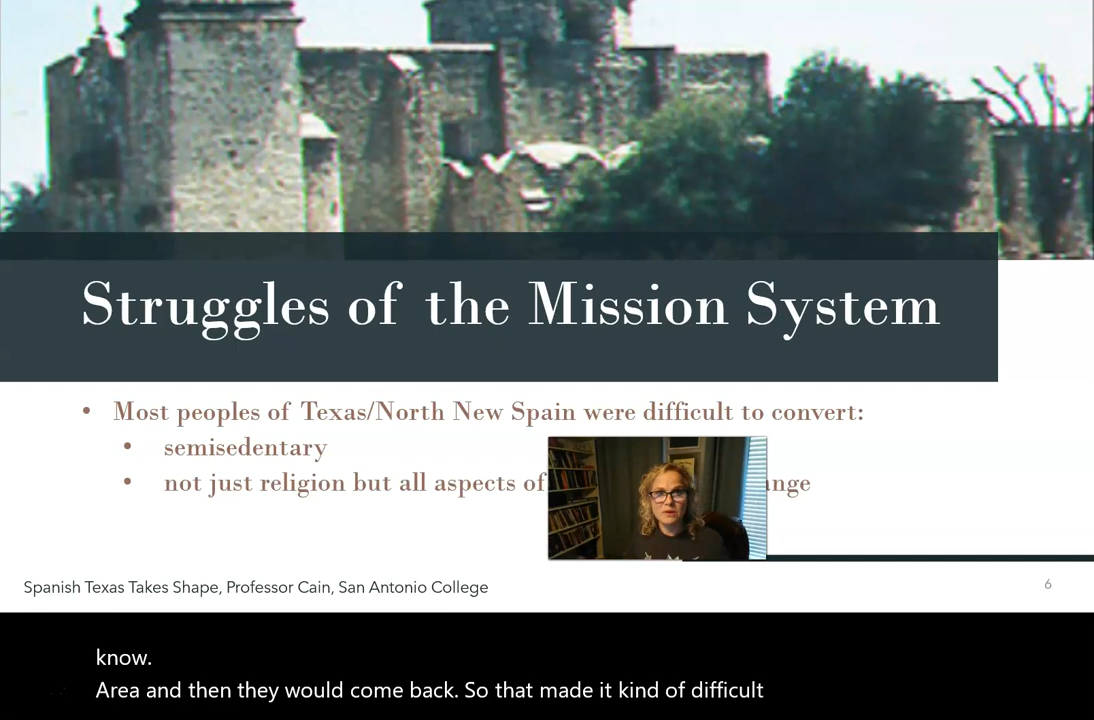 Struggles of the Mission System
• Most peoples of Texas/North New Spain were difficult to convert:
• semisedentary
• not just religion but all aspects of
Spanish Texas Takes Shape, Professor Cain, San Antonio College
6
know.
Area and then they would come back. So that made it kind of difficult